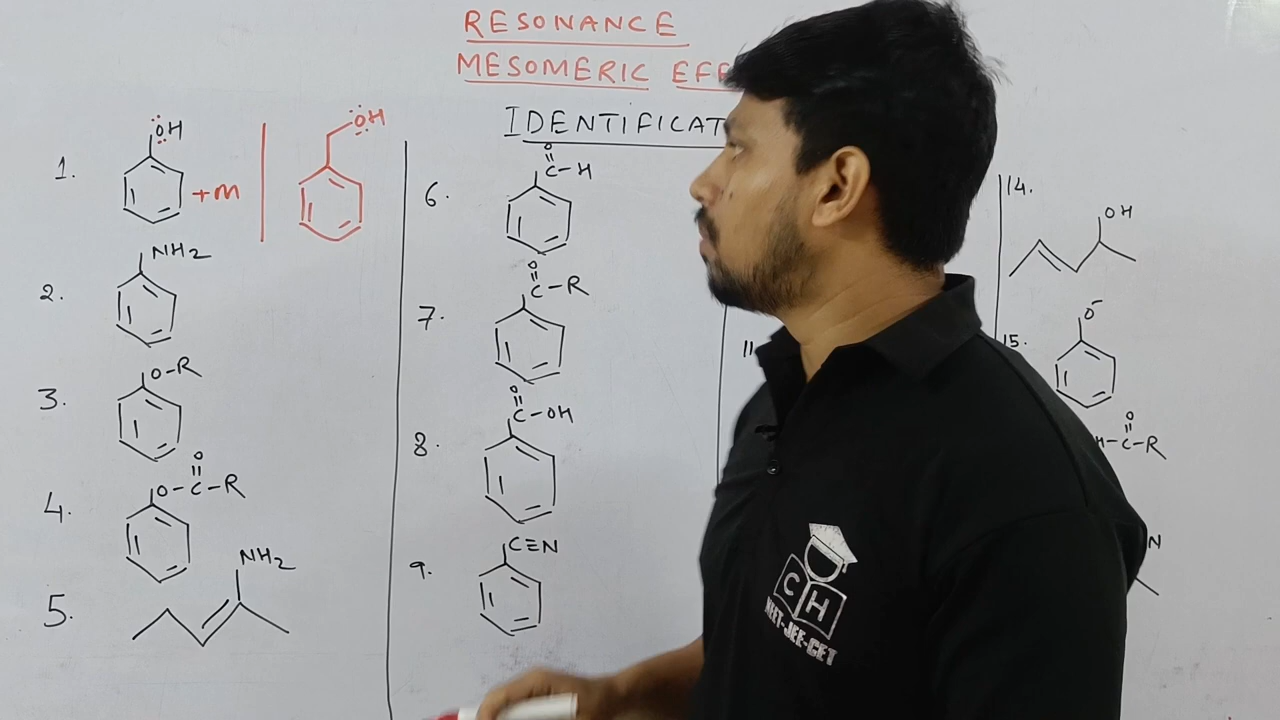 RESONANCE
MESOMERIC
IDENTIFICAT
1.
OH
+m
OH
2.
NH2
3.
O-R
4.
O
O-C-R
5.
NH2
6.
O
C-H
7.
O
C-R
8.
O
C-OH
9.
C≡N
11
14.
OH
15.
O-
O
H-C-R
N
CH
NEET-JEE-CET